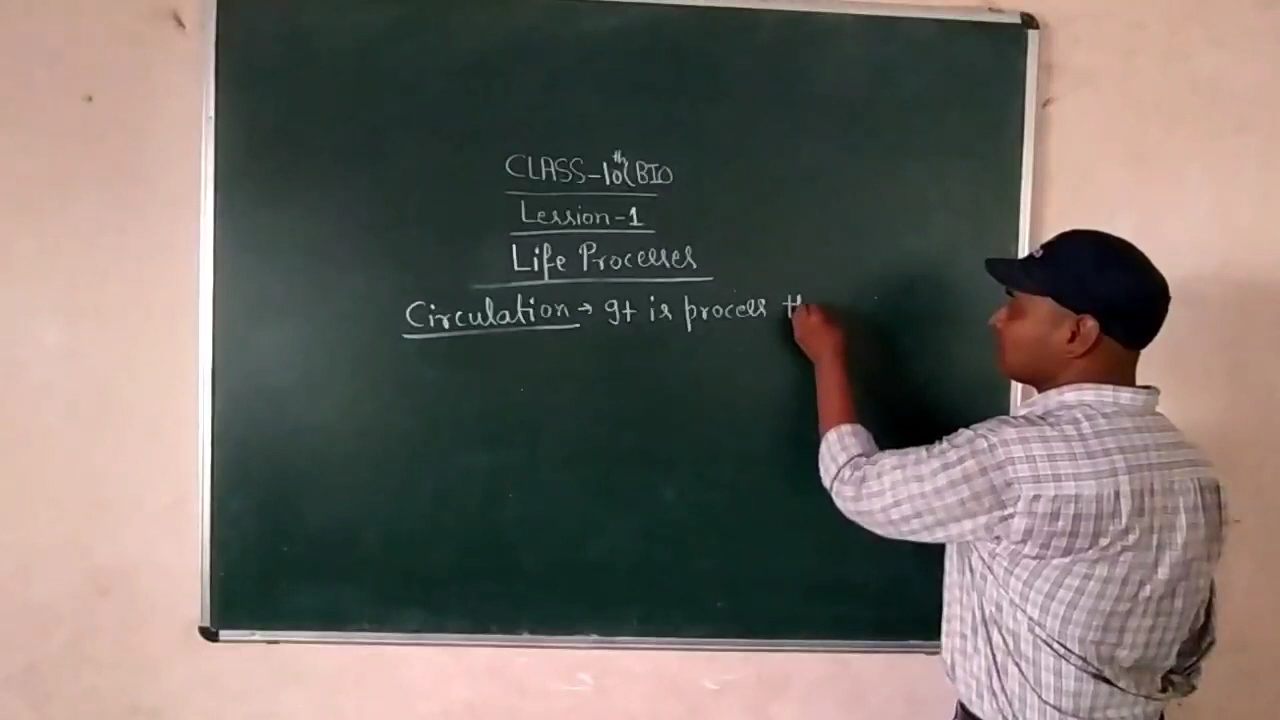 CLASS-10th(BIO
Lession-1
Life Processes
Circulation → It is process